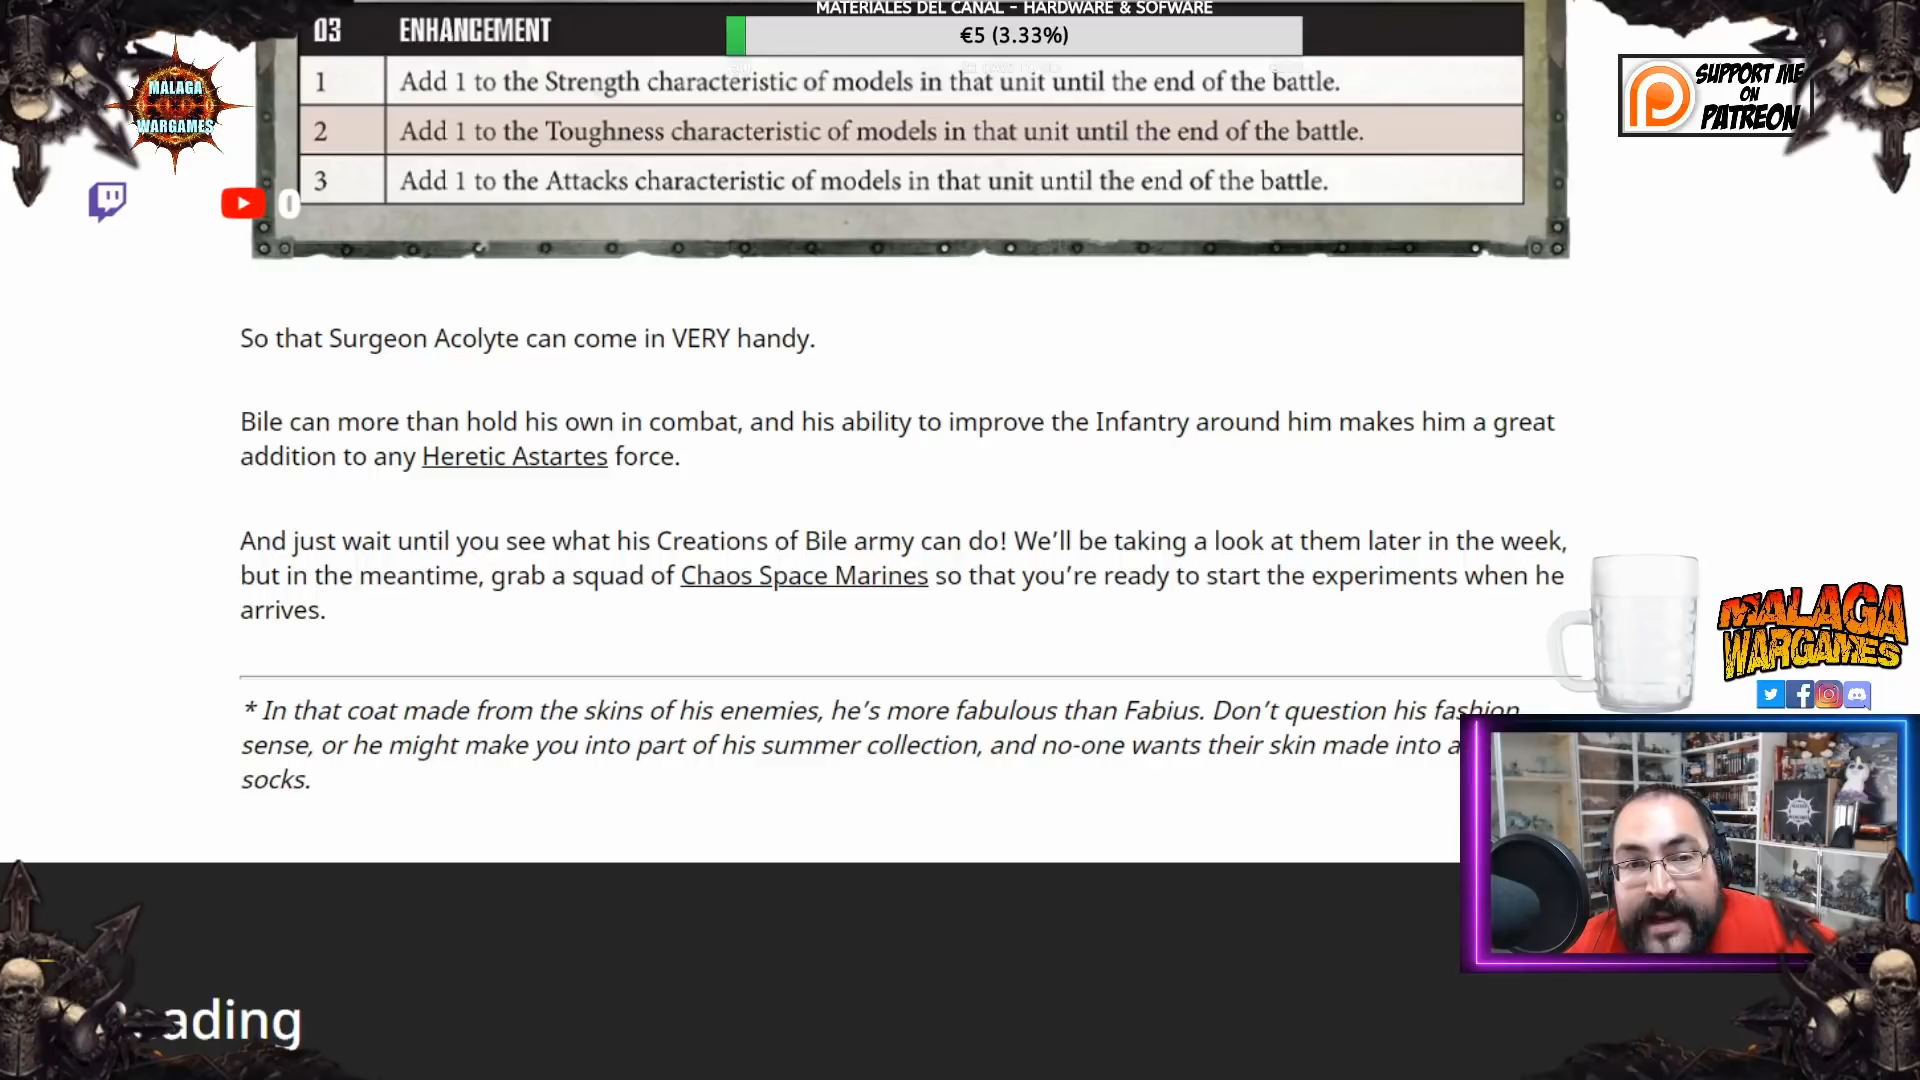 MATERIALES DEL CANAL - HARDWARE & SOFWARE
D3 ENHANCEMENT
€5 (3.33%)
1 Add 1 to the Strength characteristic of models in that unit until the end of the battle.
2 Add 1 to the Toughness characteristic of models in that unit until the end of the battle.
3 Add 1 to the Attacks characteristic of models in that unit until the end of the battle.
MALAGA
WARGAMES
SUPPORT ME
ON
PATREON
0
So that Surgeon Acolyte can come in VERY handy.
Bile can more than hold his own in combat, and his ability to improve the Infantry around him makes him a great
addition to any Heretic Astartes force.
And just wait until you see what his Creations of Bile army can do! We’ll be taking a look at them later in the week,
but in the meantime, grab a squad of Chaos Space Marines so that you’re ready to start the experiments when he
arrives.
MALAGA
WARGAMES
* In that coat made from the skins of his enemies, he’s more fabulous than Fabius. Don’t question his fashion
sense, or he might make you into part of his summer collection, and no-one wants their skin made into a
socks.
ading